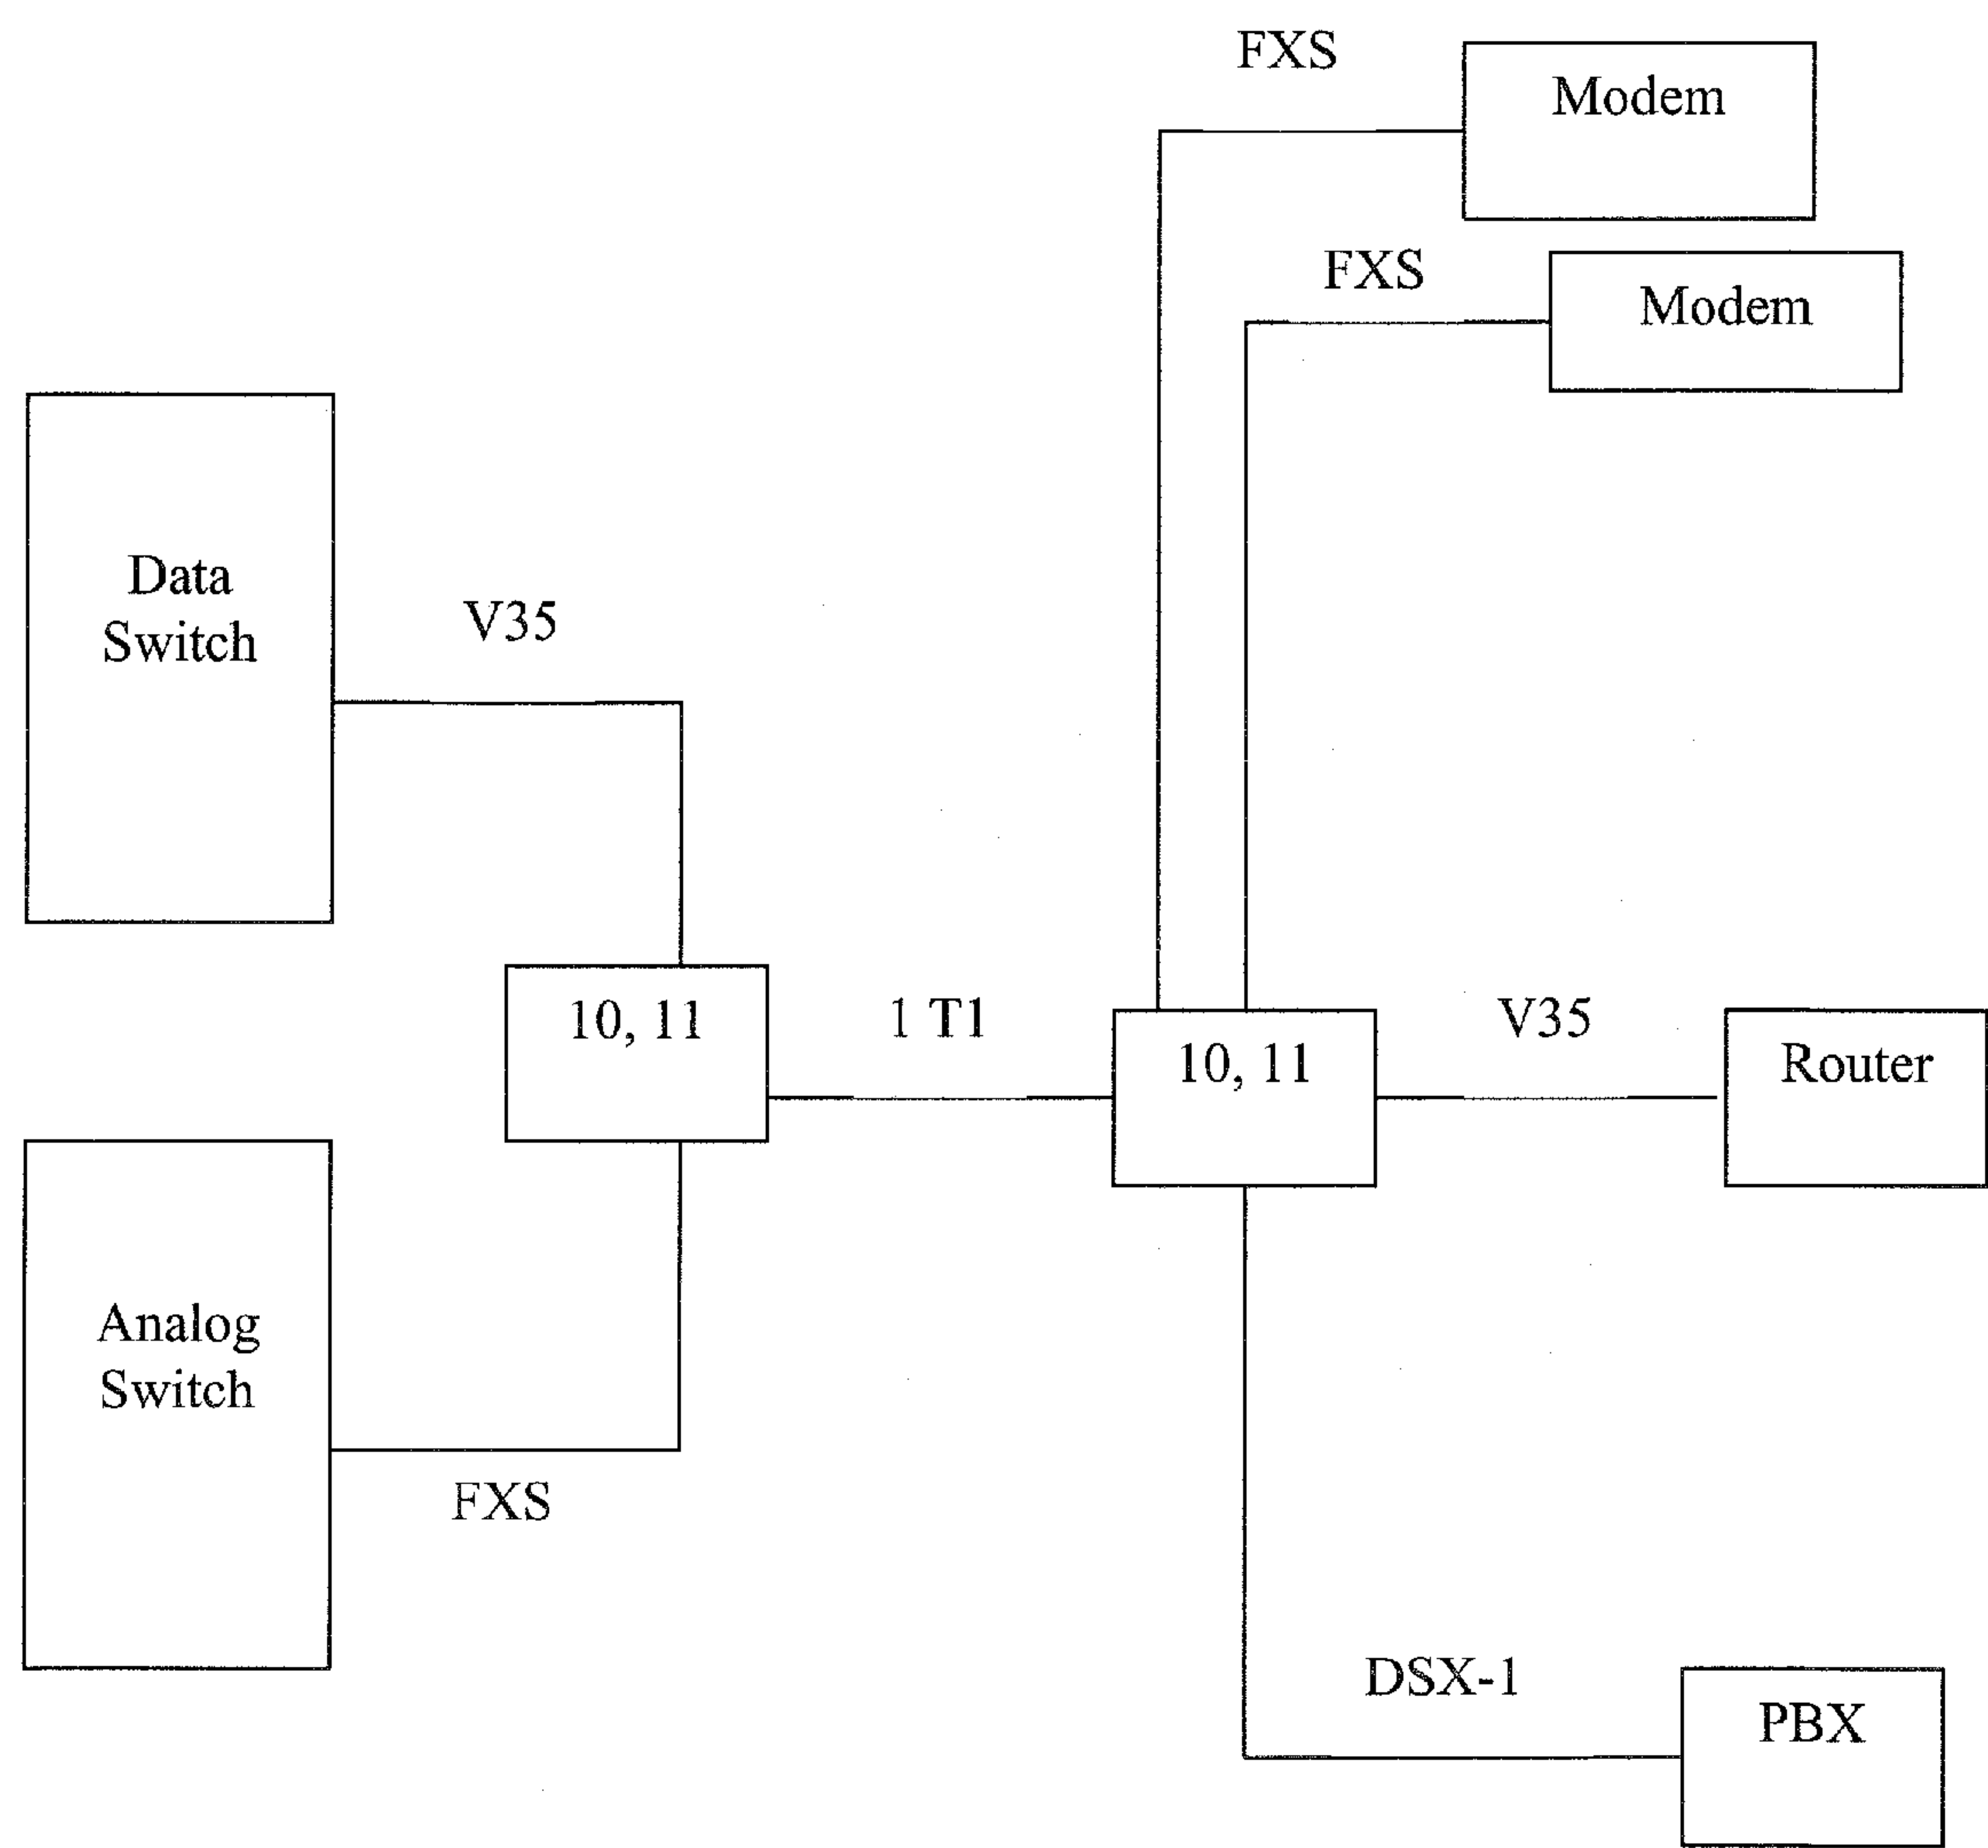 FXS
Modem
FXS
Modem
Data
Switch
V35
10, 11
1 T1
10, 11
V35
Router
Analog
Switch
FXS
DSX-1
PBX